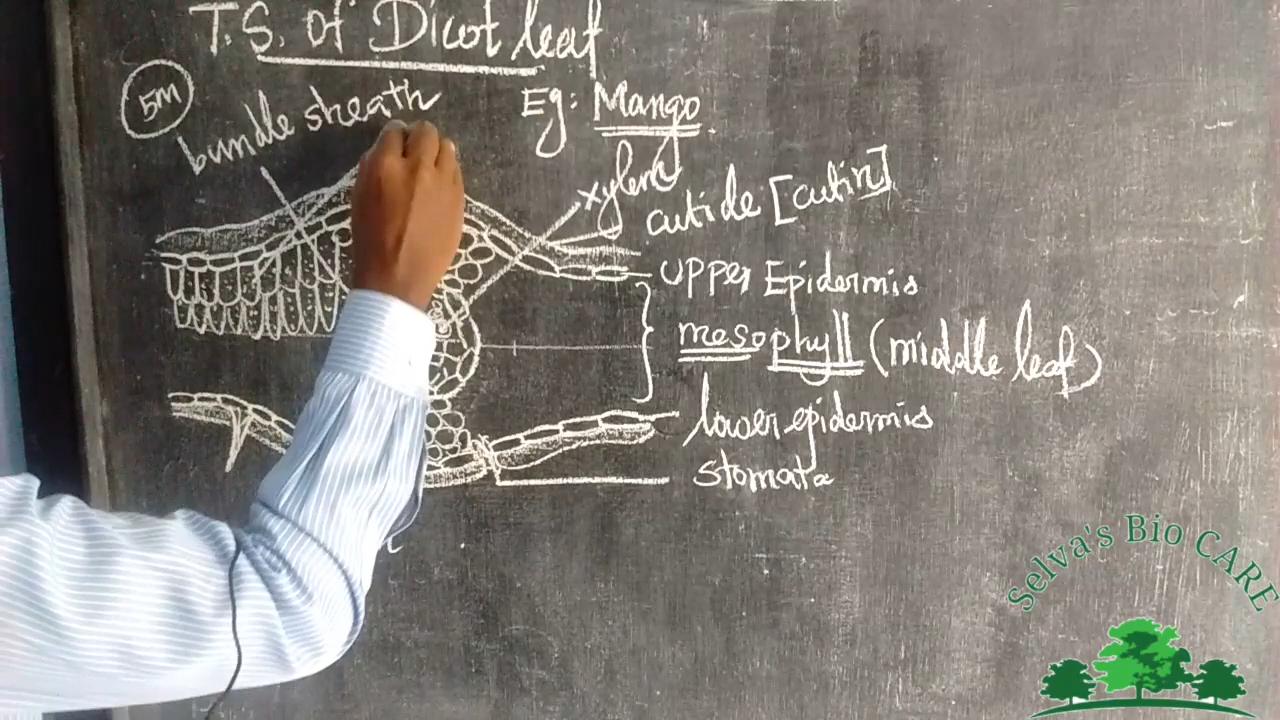 T.S. of Dicot leaf
5m
bundle sheath
Eg: Mango
xylem
cuticle [cutin]
upper Epidermis
mesophyll (middle leaf)
lower epidermis
stomata
Selva's Bio CARE